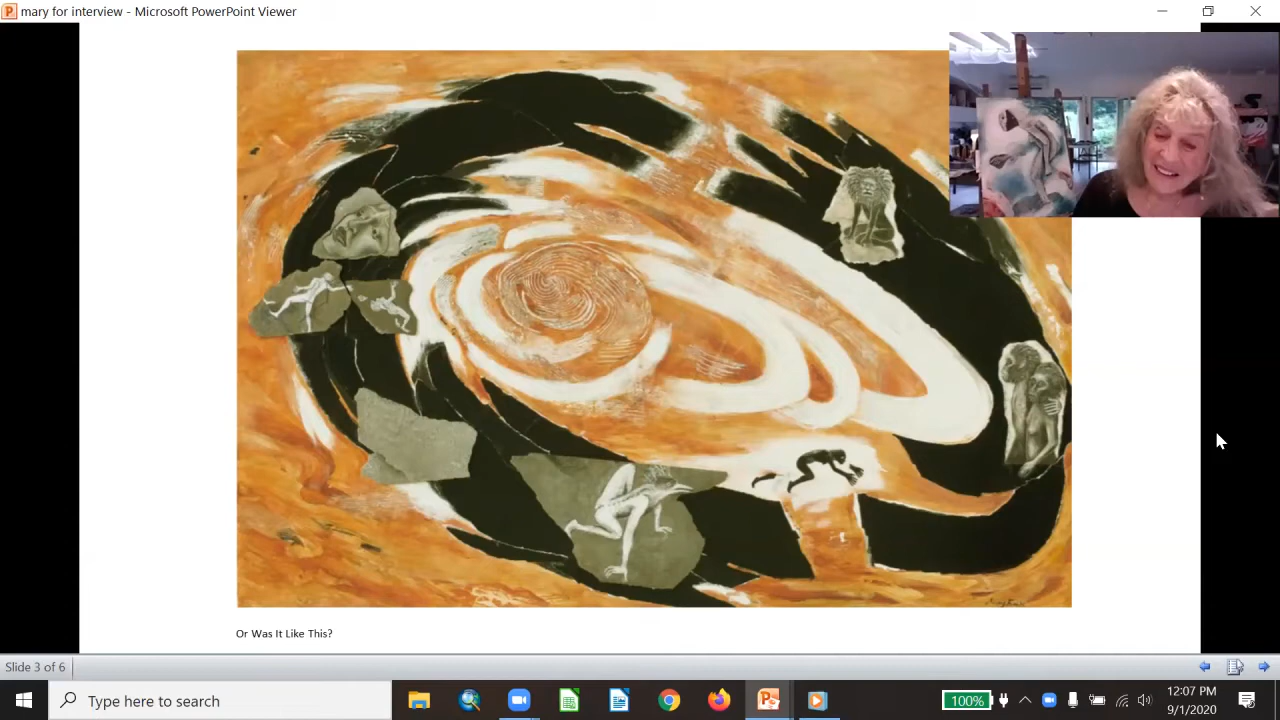 mary for interview - Microsoft PowerPoint Viewer
Or Was It Like This?
Slide 3 of 6
Type here to search
100%
12:07 PM
9/1/2020